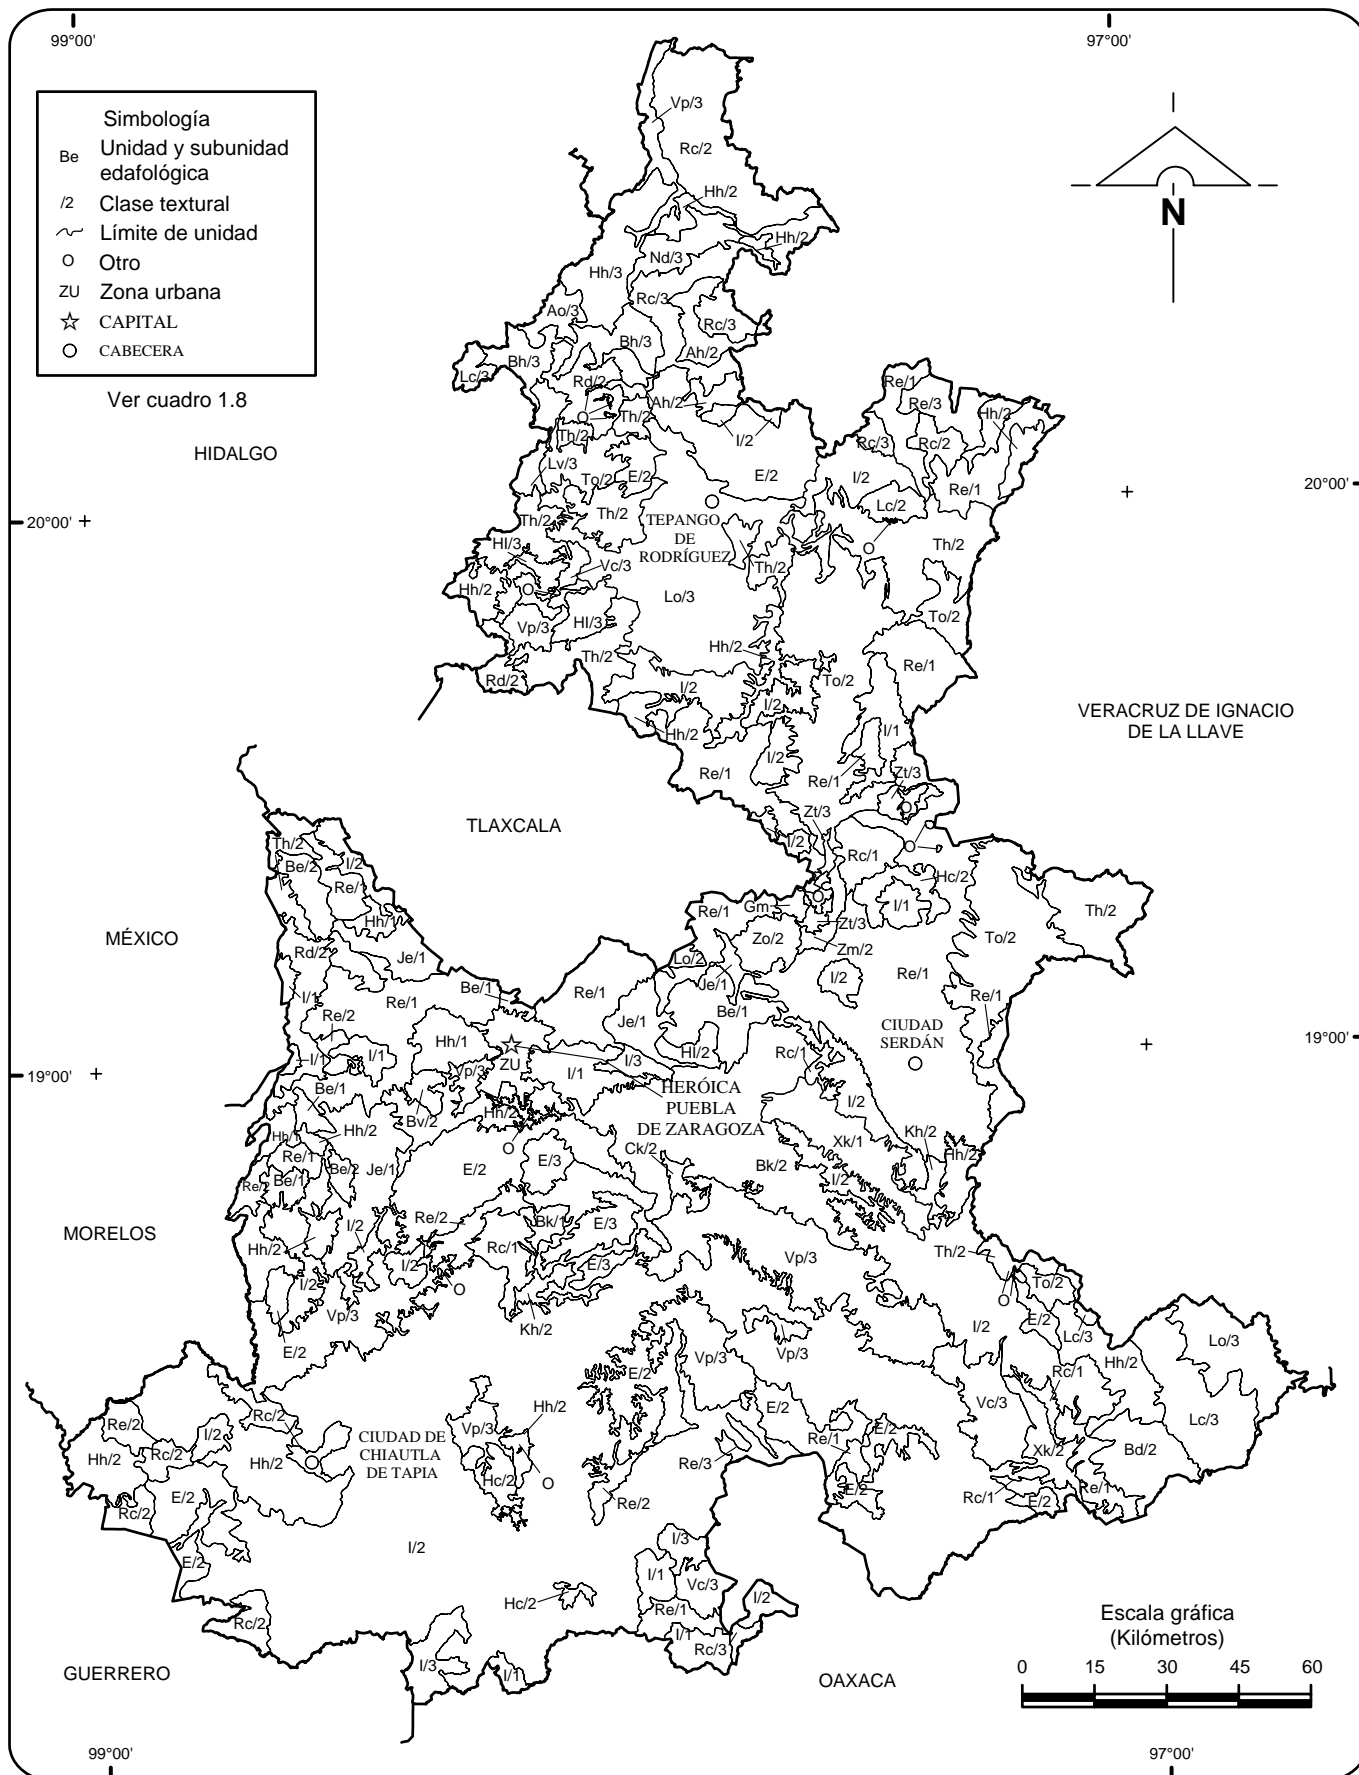 99°00'
97°00'
Simbología
Be Unidad y subunidad
edafológica
/2 Clase textural
Límite de unidad
Otro
ZU Zona urbana
CAPITAL
CABECERA
Ver cuadro 1.8
N
HIDALGO
Vp/3
Rc/2
Hh/2
Hh/2
Nd/3
Hh/3
Rc/3
Ao/3
Rc/3
Bh/3
Bh/3
Ah/2
Lc/3
Rd/2
Re/1
Re/3
Ah/2
Th/2
Hh/2
I/2
Th/2
Rc/3
Rc/2
Lv/3
To/2
E/2
E/2
I/2
Re/1
20°00'
Lc/2
20°00'
Th/2
Th/2
TEPANGO
DE
RODRÍGUEZ
Hl/3
Th/2
Vc/3
Th/2
Hh/2
Lo/3
To/2
Vp/3
Hl/3
Hh/2
Th/2
Re/1
Rd/2
I/2
To/2
I/2
VERACRUZ DE IGNACIO
DE LA LLAVE
Hh/2
I/1
Re/1
I/2
Re/1
Zt/3
TLAXCALA
Zt/3
Th/2
I/2
Rc/1
Be/2
I/2
Re/1
Hc/2
I/1
Hh/1
Re/1
Gm
Th/2
MÉXICO
Zt/3
Rd/2
Je/1
Zo/2
To/2
Zm/2
Lo/2
I/2
Re/1
I/1
Re/1
Be/1
Re/1
Je/1
Re/1
Re/2
Je/1
Be/1
CIUDAD
SERDÁN
Hh/1
I/1
I/1
Hl/2
Rc/1
I/3
19°00'
19°00'
Vp/3
ZU
I/1
Be/1
HERÓICA
PUEBLA
DE ZARAGOZA
Hh/2
Bv/2
I/2
Hh/1
Hh/2
Xk/1
Kh/2
Hh/2
Re/1
Be/2
Je/1
E/2
E/3
Ck/2
Bk/2
I/2
Re/2
Be/1
MORELOS
I/2
Re/2
Bk/1
E/3
Hh/2
Rc/1
Vp/3
Th/2
I/2
E/3
I/2
To/2
Vp/3
Kh/2
E/2
I/2
E/2
Lc/3
Lo/3
Vp/3
Vp/3
Hh/2
E/2
Rc/1
Hh/2
E/2
Vc/3
Rc/2
Re/2
Vp/3
Lc/3
I/2
CIUDAD DE
CHIAUTLA
DE TAPIA
E/2
Re/1
Rc/2
Hh/2
Hh/2
Xk/2
Bd/2
Re/3
Hc/2
E/2
Re/1
E/2
Re/2
Rc/1
E/2
Rc/2
I/3
I/2
E/2
I/1
Vc/3
Hc/2
I/2
Re/1
Escala gráfica
(Kilómetros)
Rc/2
I/1
Rc/3
0 15 30 45 60
I/3
I/1
GUERRERO
OAXACA
99°00'
97°00'